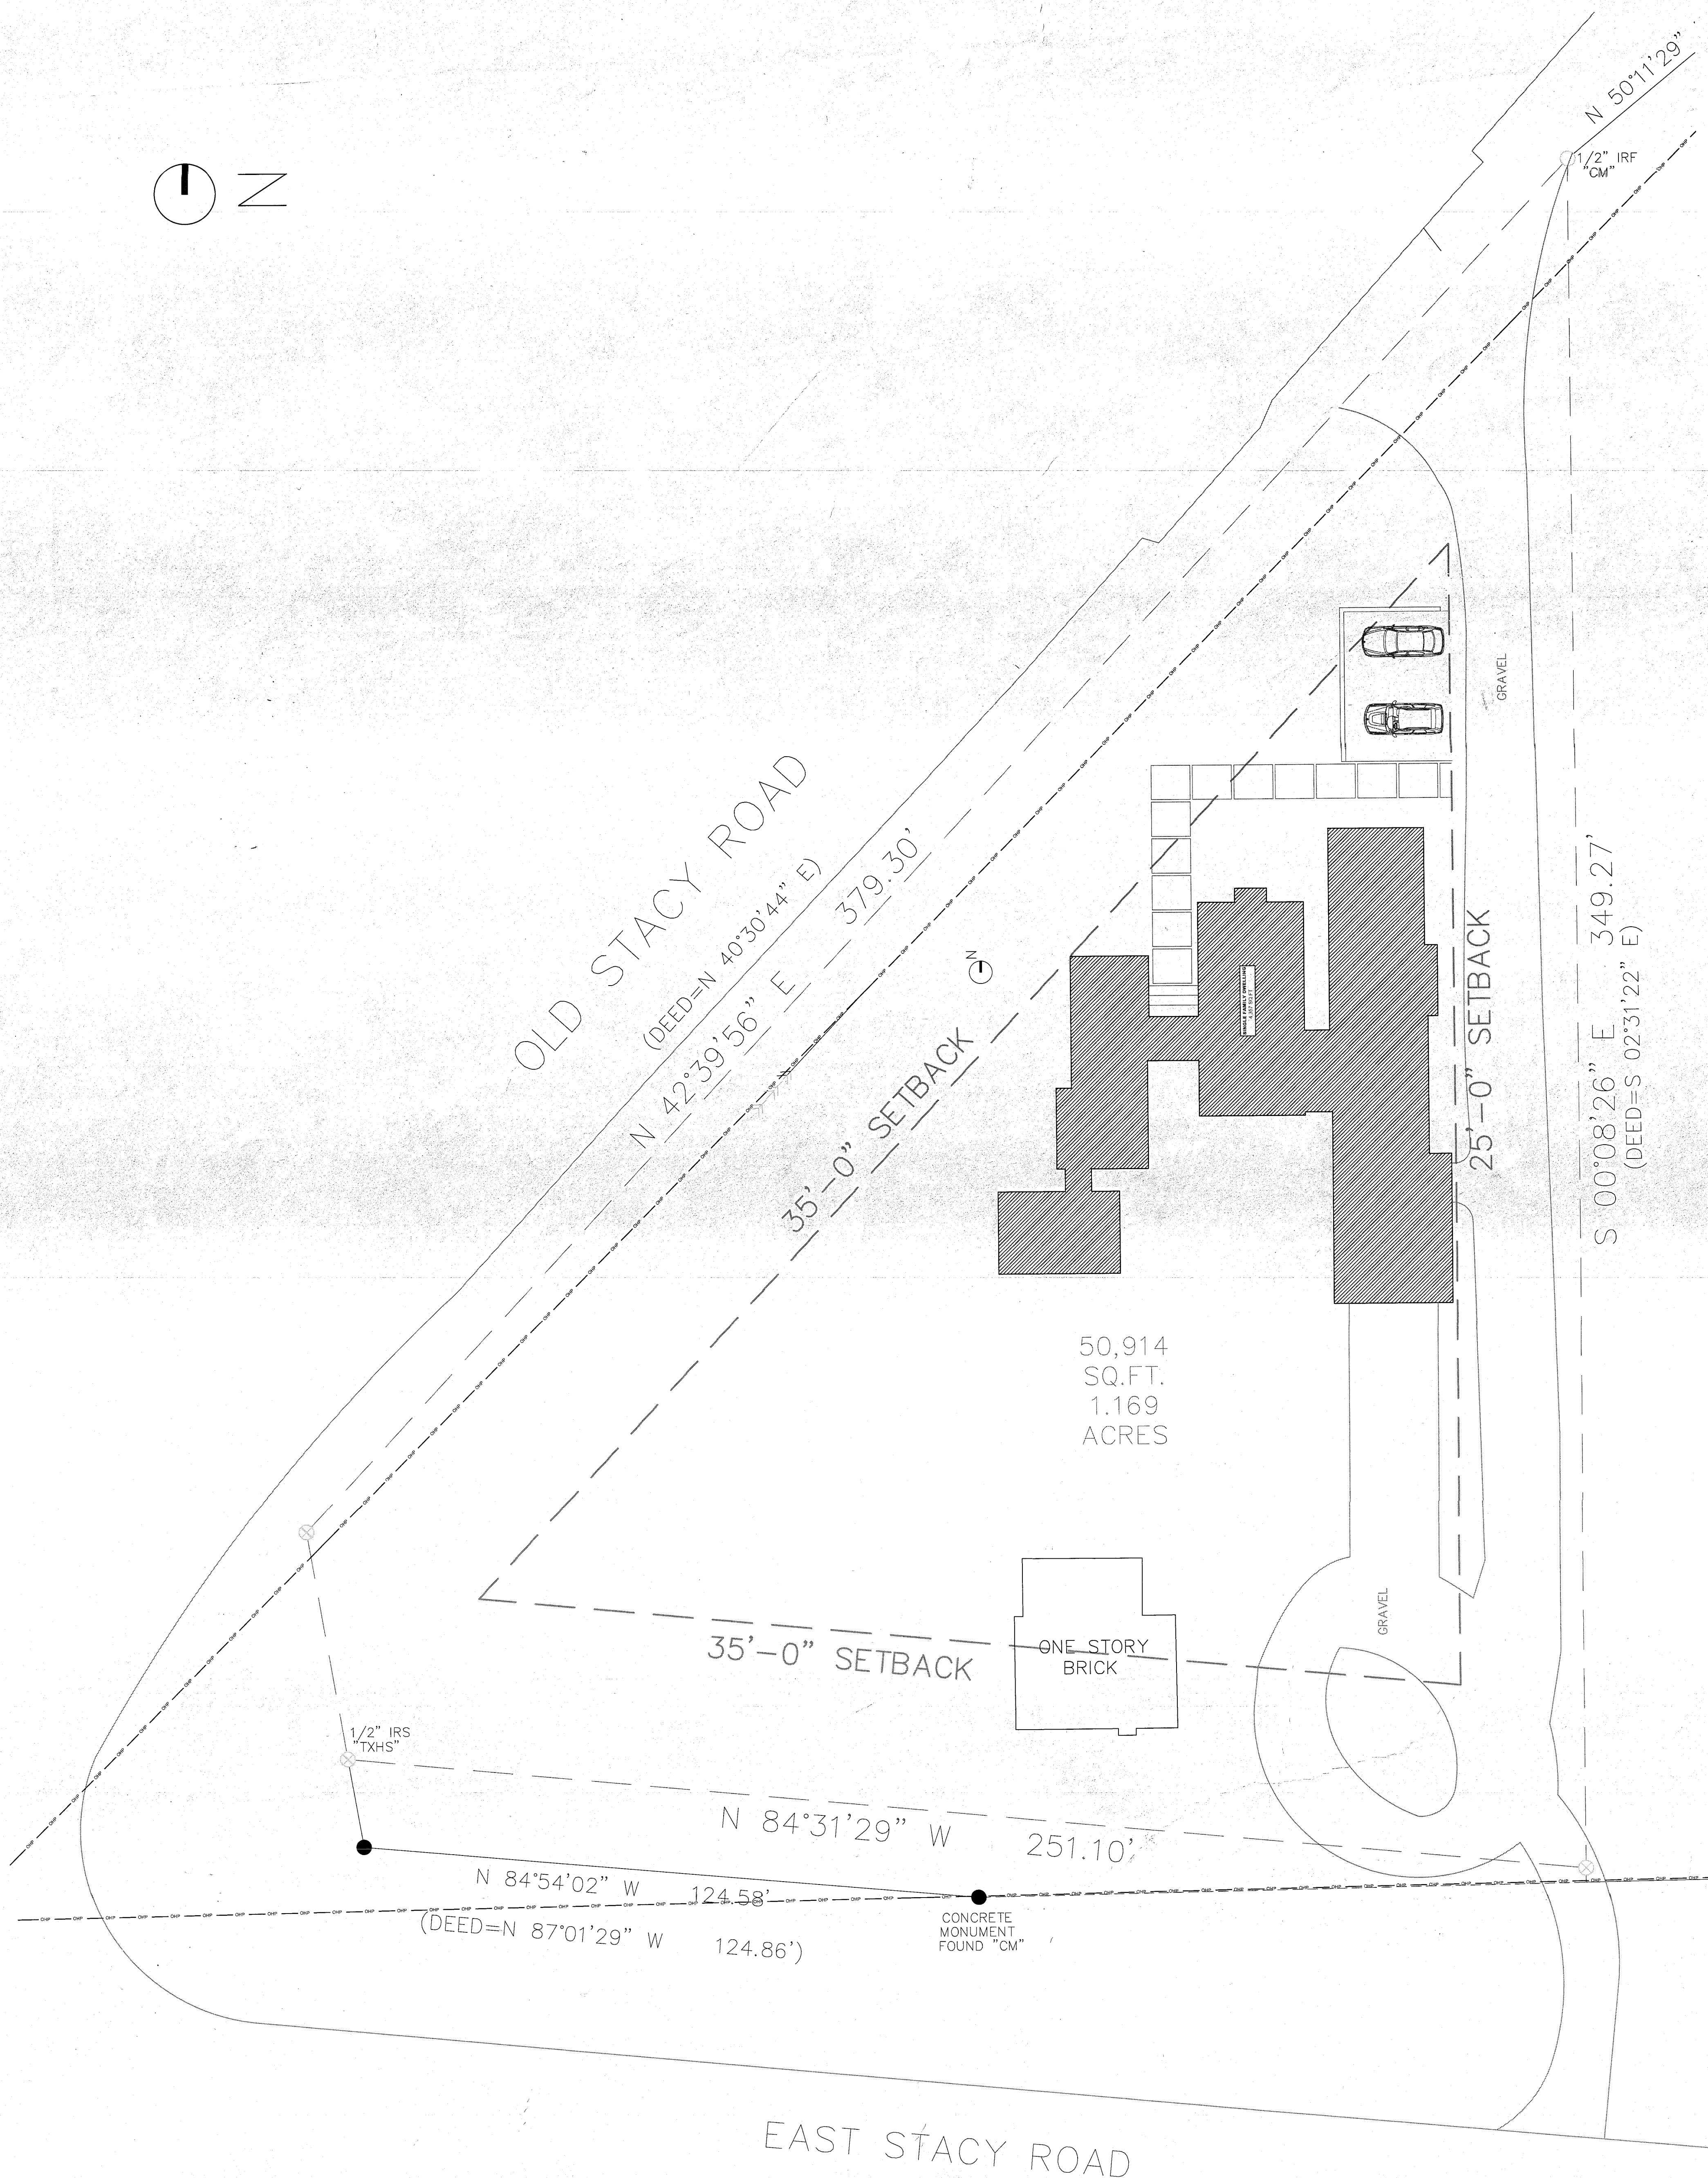 N 50°11'29"
1/2" IRF
"CM"
N
GRAVEL
OLD STACY ROAD
(DEED=N 40°30'44" E)
N 42°39'56" E 379.30'
N
35'-0" SETBACK
SINGLE FAMILY DWELLING
25'-0" SETBACK
S 00°08'26" E 349.27'
(DEED=S 02°31'22" E)
50,914
SQ.FT.
1.169
ACRES
GRAVEL
ONE STORY
BRICK
35'-0" SETBACK
1/2" IRS
"TXHS"
N 84°31'29" W 251.10'
N 84°54'02" W 124.58'
(DEED=N 87°01'29" W 124.86')
CONCRETE
MONUMENT
FOUND "CM"
OHP
EAST STACY ROAD